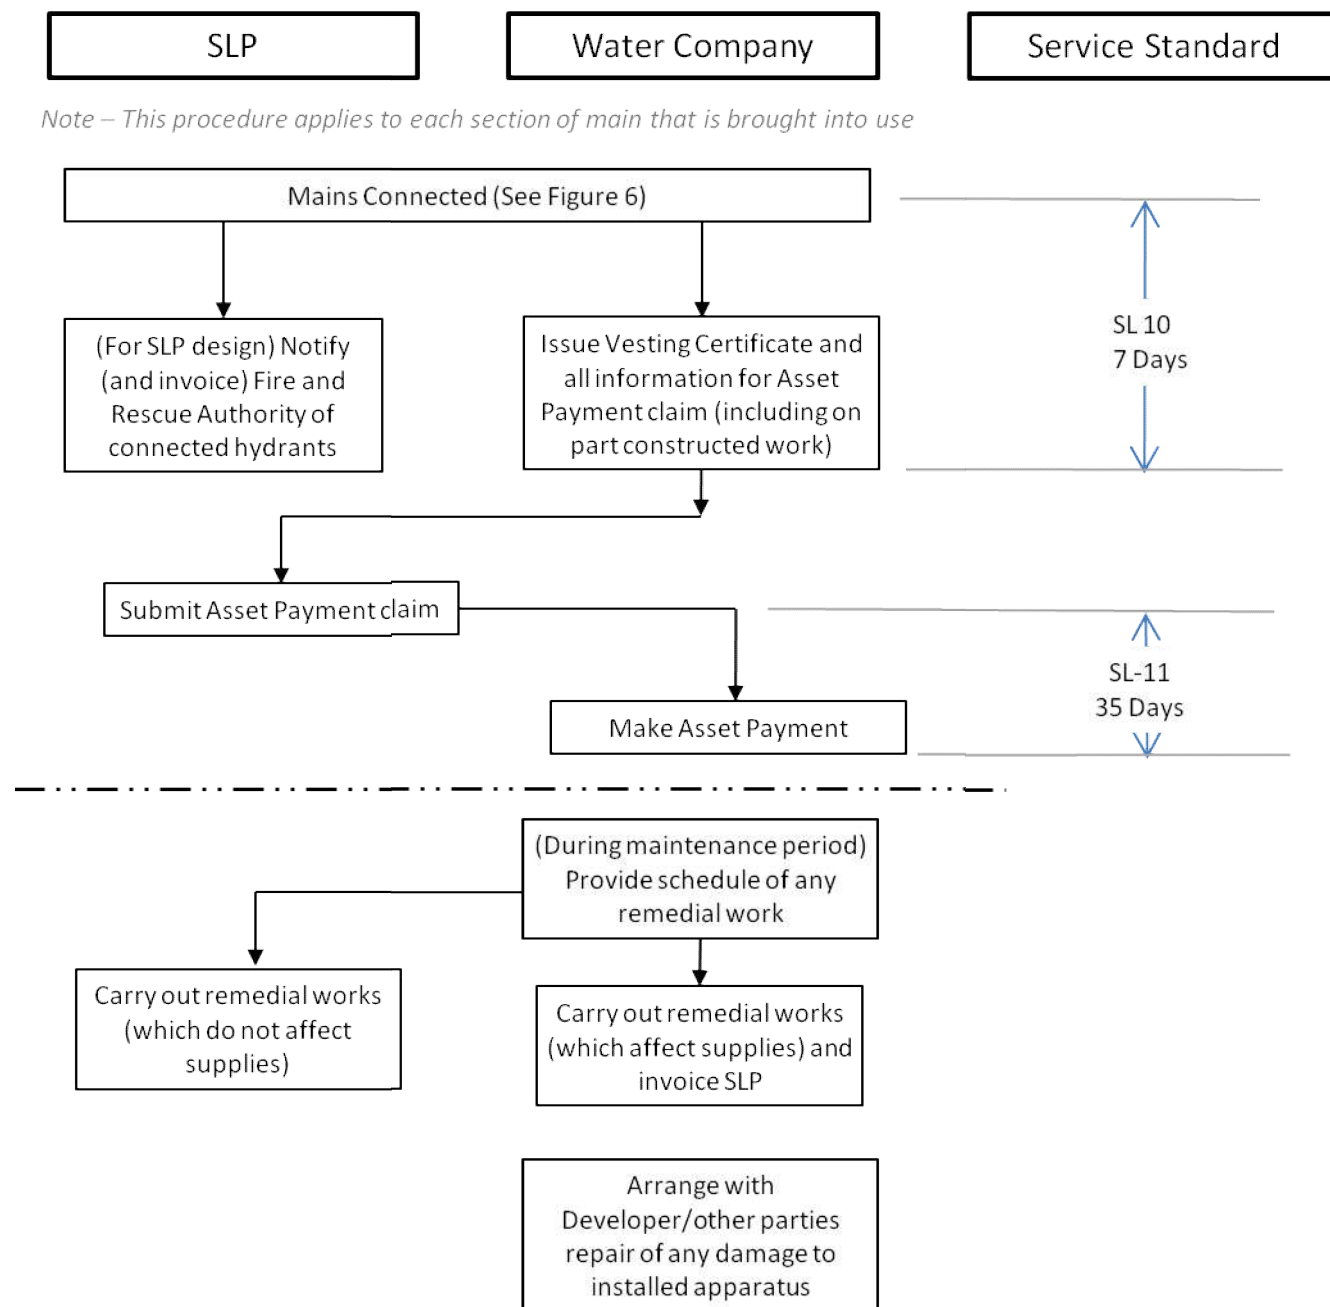 SLP
Water Company
Service Standard
Note – This procedure applies to each section of main that is brought into use
Mains Connected (See Figure 6)
(For SLP design) Notify
(and invoice) Fire and
Rescue Authority of
connected hydrants
Issue Vesting Certificate and
all information for Asset
Payment claim (including on
part constructed work)
SL 10
7 Days
Submit Asset Payment claim
SL-11
35 Days
Make Asset Payment
(During maintenance period)
Provide schedule of any
remedial work
Carry out remedial works
(which do not affect
supplies)
Carry out remedial works
(which affect supplies) and
invoice SLP
Arrange with
Developer/other parties
repair of any damage to
installed apparatus